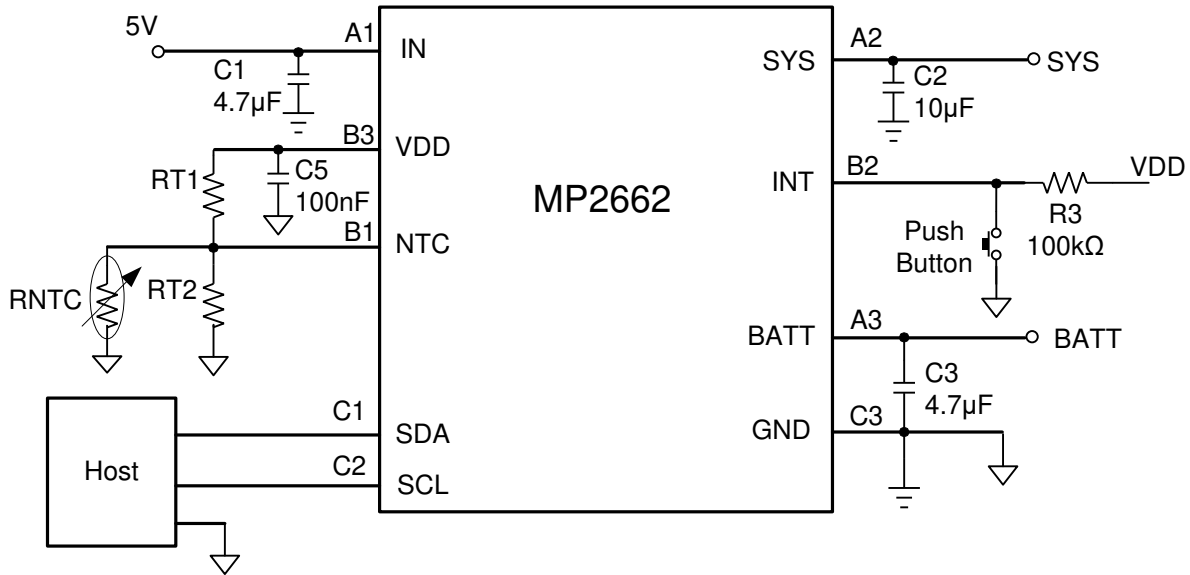 5V
A1
IN
C1
4.7µF
B3
VDD
RT1
C5
100nF
B1
NTC
RNTC
RT2
Host
C1
SDA
C2
SCL
MP2662
SYS
A2
SYS
C2
10µF
INT
B2
VDD
R3
100kΩ
Push
Button
BATT
A3
BATT
C3
4.7µF
GND
C3